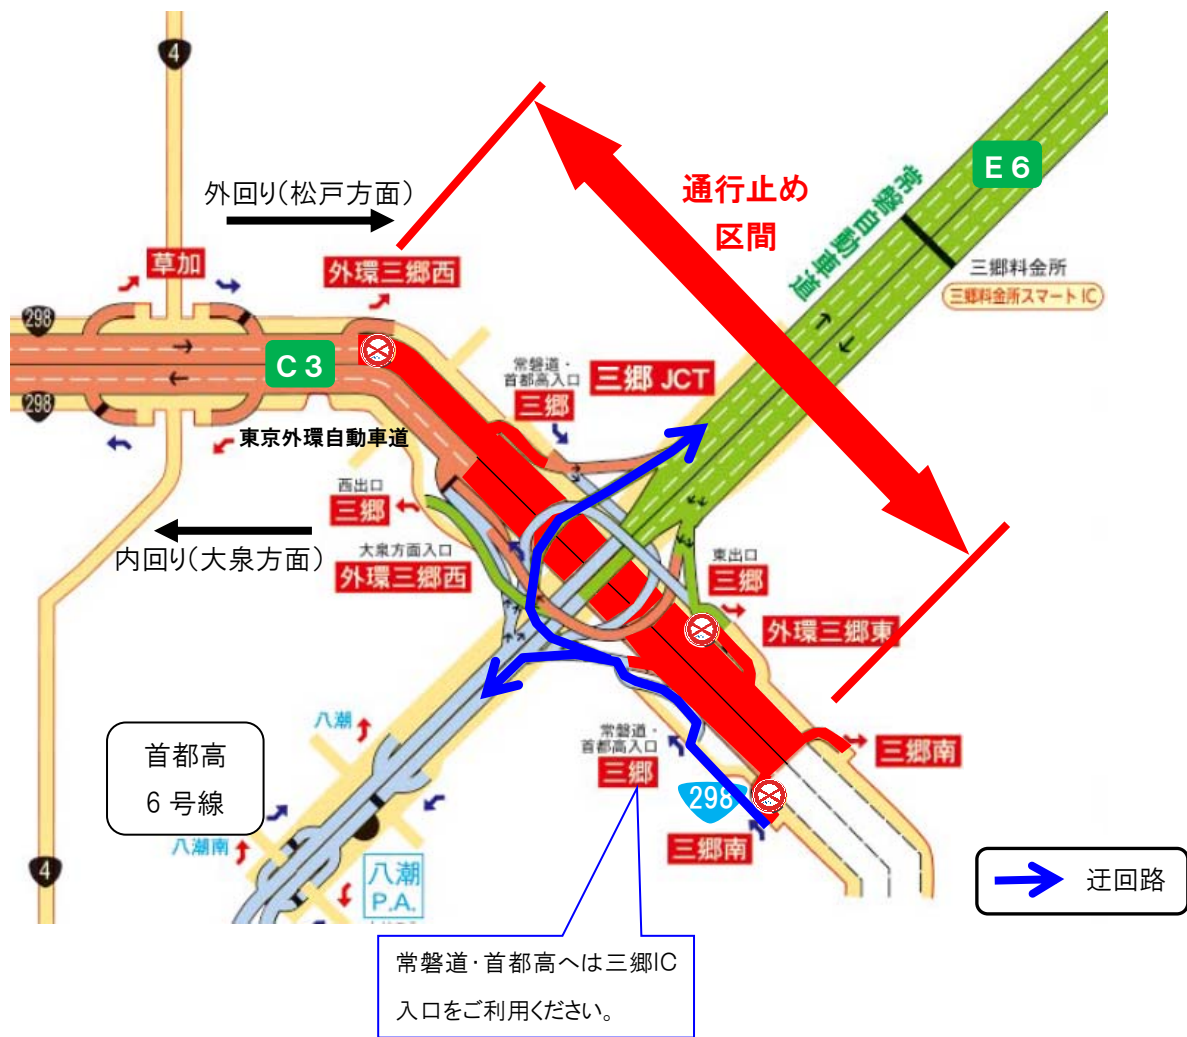 4
外回り(松戸方面)
通行止め
区間
E6
常磐自動車道
三郷料金所
三郷料金所スマートIC
草加
外環三郷西
298
C3
常磐道・
首都高入口
三郷
三郷 JCT
298
東京外環自動車道
西出口
三郷
内回り(大泉方面)
大泉方面入口
外環三郷西
東出口
三郷
外環三郷東
八潮
常磐道・
首都高入口
三郷
三郷南
首都高
6号線
298
八潮南
三郷南
4
八潮
P.A.
迂回路
常磐道・首都高へは三郷IC
入口をご利用ください。